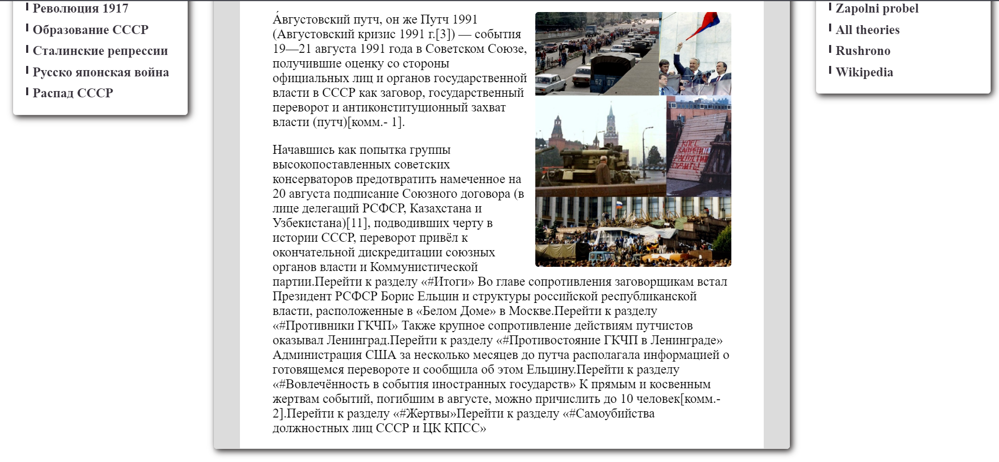 Революция 1917
Образование СССР
Сталинские репрессии
Русско японская война
Распад СССР
А́вгустовский путч, он же Путч 1991
(Августовский кризис 1991 г.[3]) — события
19—21 августа 1991 года в Советском Союзе,
получившие оценку со стороны
официальных лиц и органов государственной
власти в СССР как заговор, государственный
переворот и антиконституционный захват
власти (путч)[комм.- 1].
Начавшись как попытка группы
высокопоставленных советских
консерваторов предотвратить намеченное на
20 августа подписание Союзного договора (в
лице делегаций РСФСР, Казахстана и
Узбекистана)[11], подводивших черту в
истории СССР, переворот привёл к
окончательной дискредитации союзных
органов власти и Коммунистической
партии.Перейти к разделу «#Итоги» Во главе сопротивления заговорщикам встал
Президент РСФСР Борис Ельцин и структуры российской республиканской
власти, расположенные в «Белом Доме» в Москве.Перейти к разделу
«#Противники ГКЧП» Также крупное сопротивление действиям путчистов
оказывал Ленинград.Перейти к разделу «#Противостояние ГКЧП в Ленинграде»
Администрация США за несколько месяцев до путча располагала информацией о
готовящемся перевороте и сообщила об этом Ельцину.Перейти к разделу
«#Вовлечённость в события иностранных государств» К прямым и косвенным
жертвам событий, погибшим в августе, можно причислить до 10 человек[комм.-
2].Перейти к разделу «#Жертвы»Перейти к разделу «#Самоубийства
должностных лиц СССР и ЦК КПСС»
62 07
КПСС
ЗАПРЕТИТЬ
РАСПУСТИТЬ
СУДИТЬ!
Zapolni probel
All theories
Rushrono
Wikipedia